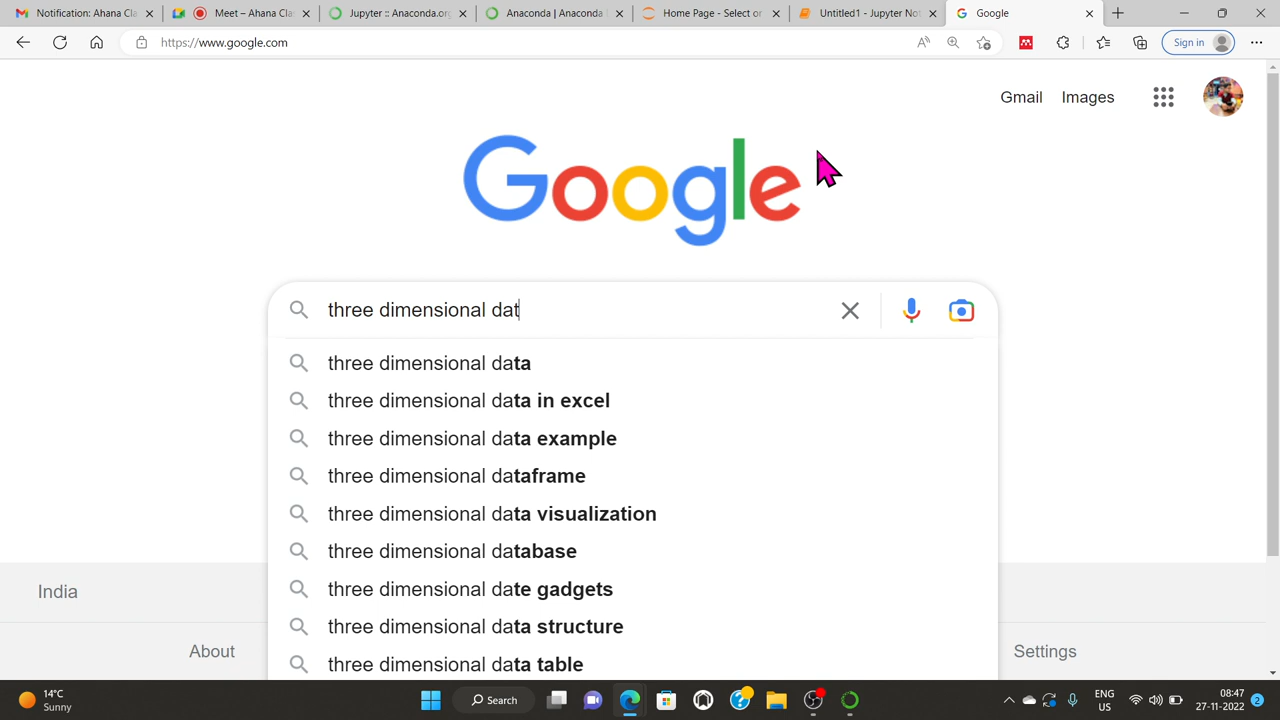 Notification: Ahana Cla
Meet – Ahana Cla
Jupyter :: Anaconda.or
Anaconda | Anaconda
Home Page - Select or
Untitled1 - Jupyter Not
Google
https://www.google.com
Sign in
Gmail Images
Google
three dimensional dat
three dimensional data
three dimensional data in excel
three dimensional data example
three dimensional dataframe
three dimensional data visualization
three dimensional database
three dimensional date gadgets
three dimensional data structure
three dimensional data table
India
About
Settings
14°C
Sunny
Search
ENG
US
08:47
27-11-2022
2